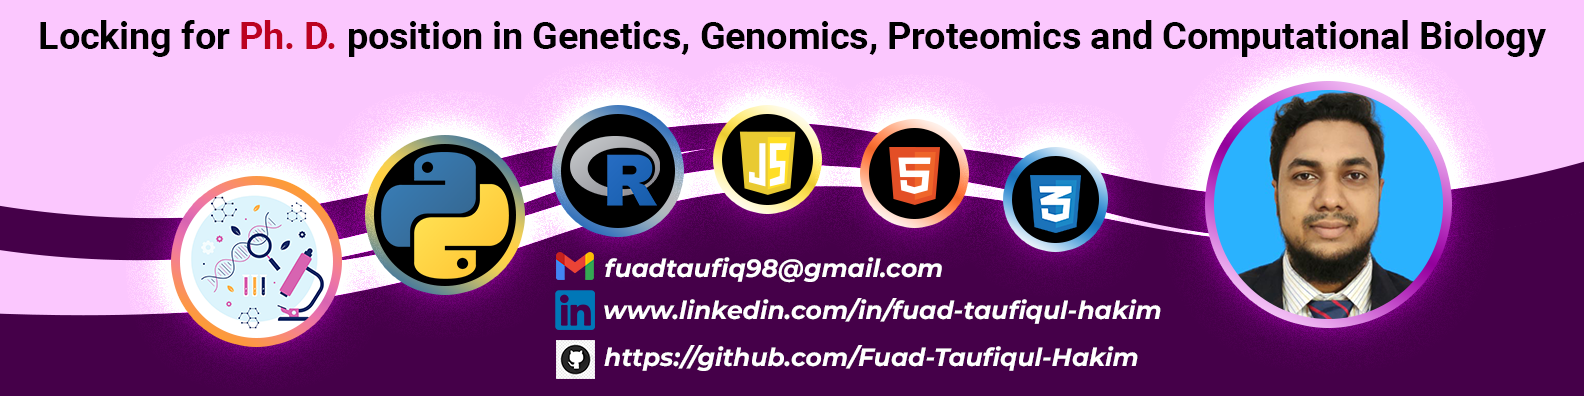 Locking for Ph. D. position in Genetics, Genomics, Proteomics and Computational Biology
R
JS
5
3
fuadtaufiq98@gmail.com
in www.linkedin.com/in/fuad-taufiqul-hakim
https://github.com/Fuad-Taufiqul-Hakim